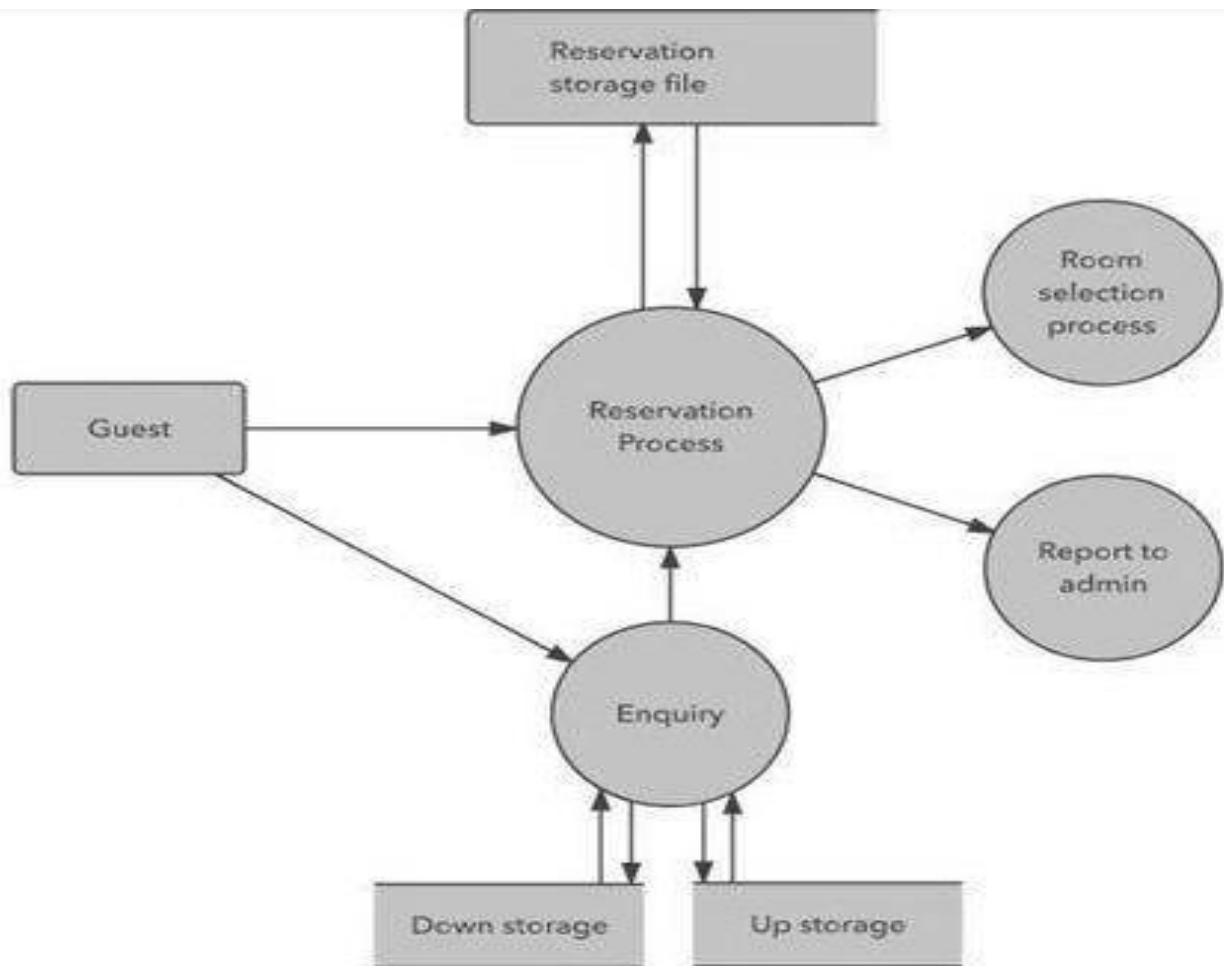 Reservation
storage file
Room
selection
process
Guest
Reservation
Process
Report to
admin
Enquiry
Down storage
Up storage